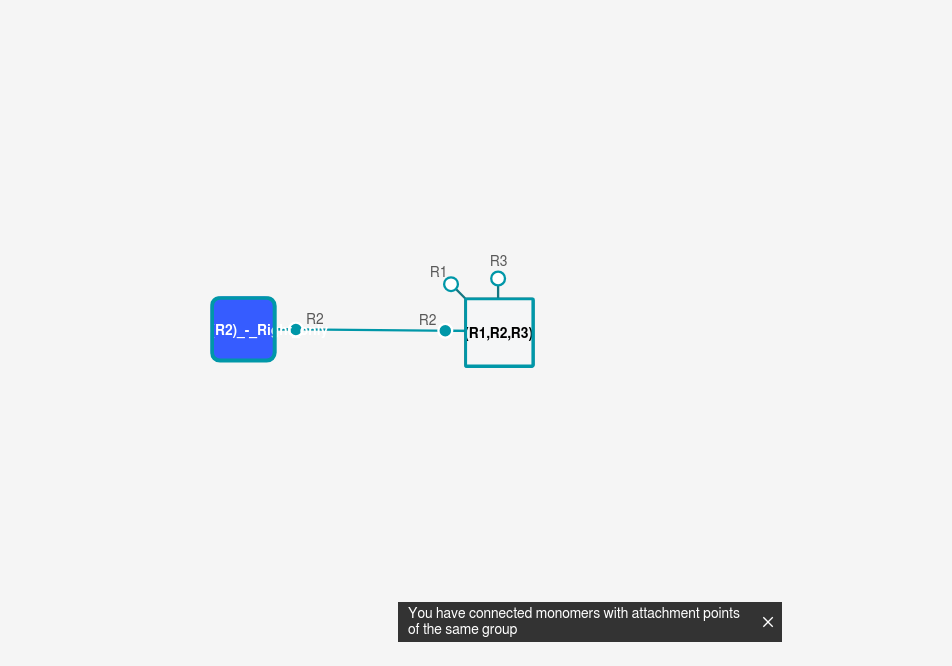 R3
R1
R2
R2
R2)_-_Rig
(R1,R2,R3)
You have connected monomers with attachment points
of the same group